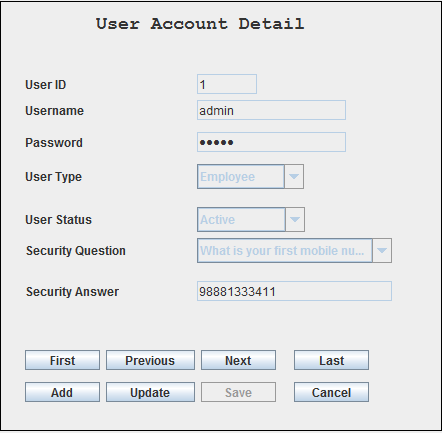 User Account Detail
User ID 1
Username admin
Password •••••
User Type Employee
User Status Active
Security Question What is your first mobile nu...
Security Answer 98881333411
First Previous Next Last
Add Update Save Cancel